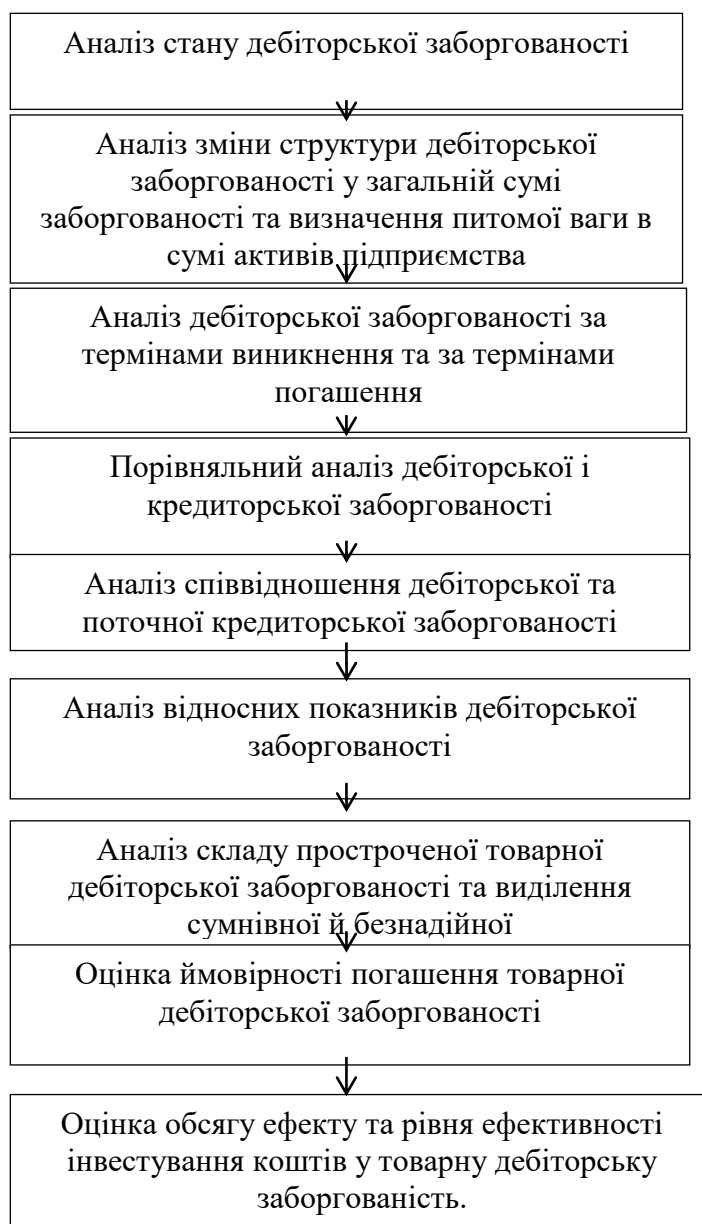 Аналіз стану дебіторської заборгованості
Аналіз зміни структури дебіторської
заборгованості у загальній сумі
заборгованості та визначення питомої ваги в
сумі активів підприємства
Аналіз дебіторської заборгованості за
термінами виникнення та за термінами
погашення
Порівняльний аналіз дебіторської і
кредиторської заборгованості
Аналіз співвідношення дебіторської та
поточної кредиторської заборгованості
Аналіз відносних показників дебіторської
заборгованості
Аналіз складу простроченої товарної
дебіторської заборгованості та виділення
сумнівної й безнадійної
Оцінка ймовірності погашення товарної
дебіторської заборгованості
Оцінка обсягу ефекту та рівня ефективності
інвестування коштів у товарну дебіторську
заборгованість.